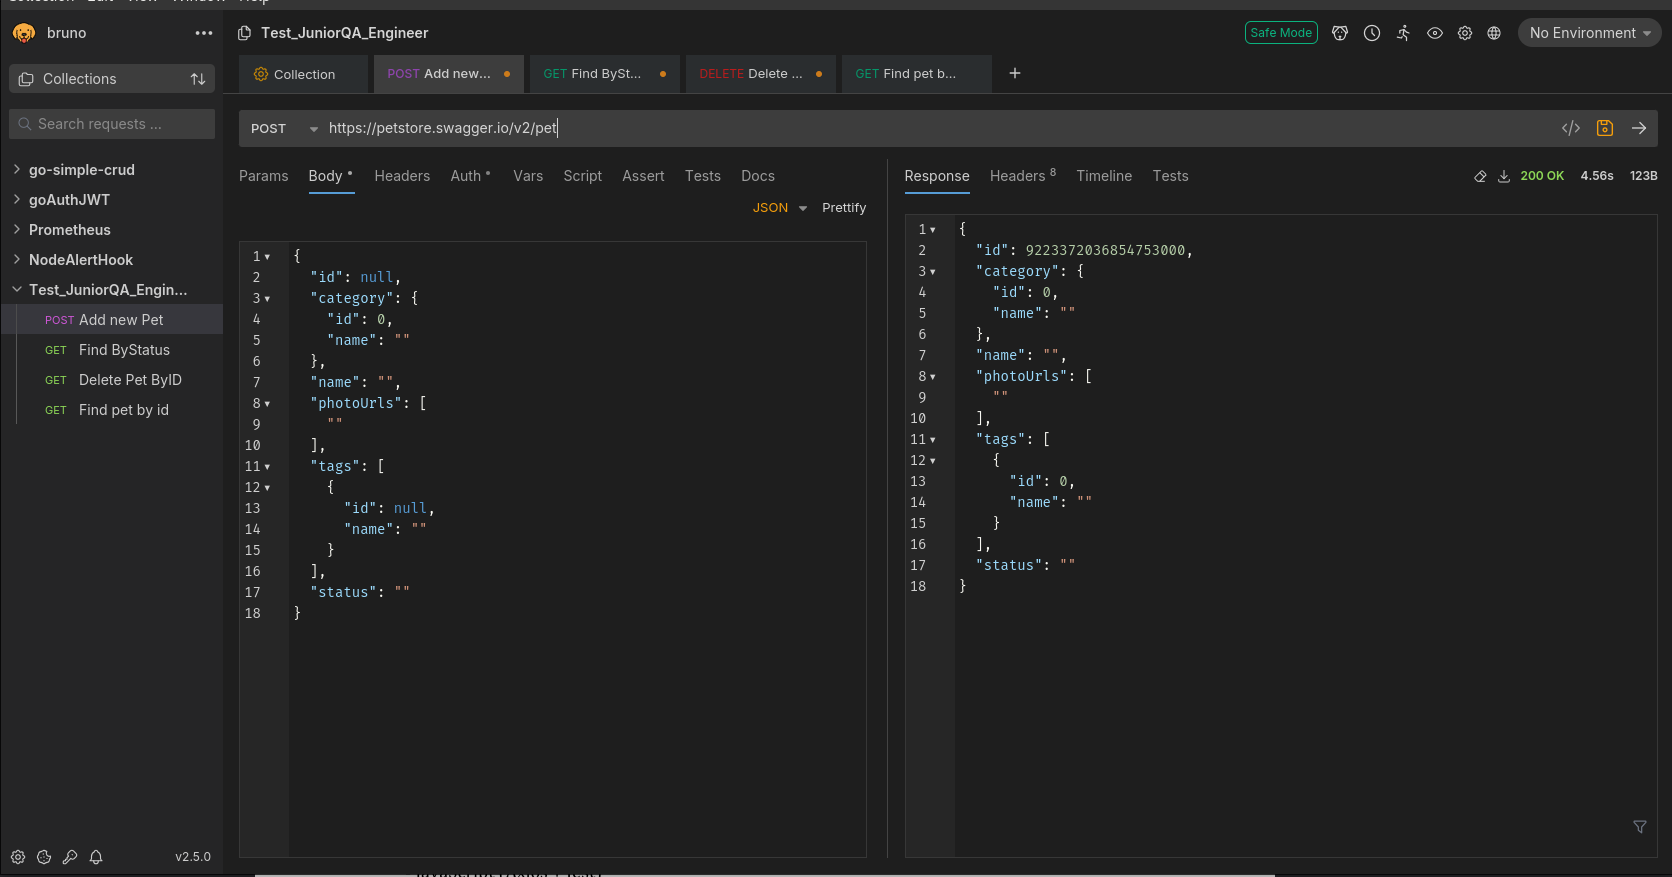 Collection Edit View Window Help
bruno
Test_JuniorQA_Engineer
Safe Mode
No Environment
Collections
Collection
POST Add new...
GET Find BySt...
DELETE Delete ...
GET Find pet b...
+
Search requests ...
POST
https://petstore.swagger.io/v2/pet
go-simple-crud
goAuthJWT
Prometheus
NodeAlertHook
Test_JuniorQA_Engin...
POST Add new Pet
GET Find ByStatus
GET Delete Pet ByID
GET Find pet by id
v2.5.0
Params Body Headers Auth Vars Script Assert Tests Docs
JSON Prettify
1 {
2 "id": null,
3 "category": {
4 "id": 0,
5 "name": ""
6 },
7 "name": "",
8 "photoUrls": [
9 ""
10 ],
11 "tags": [
12 {
13 "id": null,
14 "name": ""
15 }
16 ],
17 "status": ""
18 }
Response Headers 8 Timeline Tests
200 OK 4.56s 123B
1 {
2 "id": 9223372036854753000,
3 "category": {
4 "id": 0,
5 "name": ""
6 },
7 "name": "",
8 "photoUrls": [
9 ""
10 ],
11 "tags": [
12 {
13 "id": 0,
14 "name": ""
15 }
16 ],
17 "status": ""
18 }